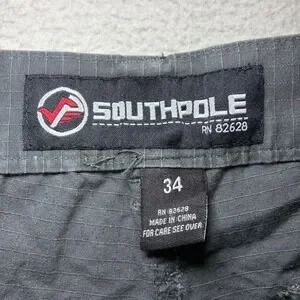 SOUTHPOLE
RN 82628
34
RN 82628
MADE IN CHINA
FOR CARE SEE OVER